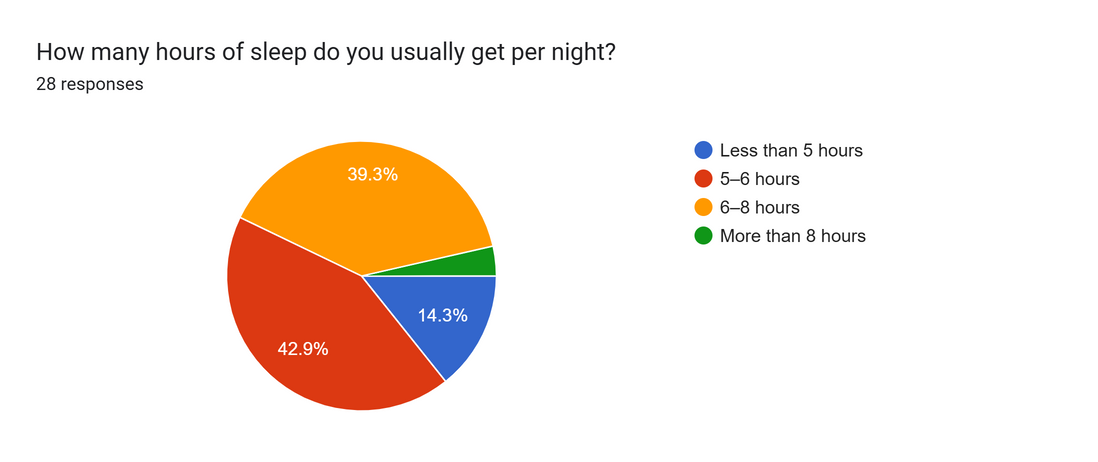 How many hours of sleep do you usually get per night?
28 responses
39.3%
14.3%
42.9%
Less than 5 hours
5–6 hours
6–8 hours
More than 8 hours